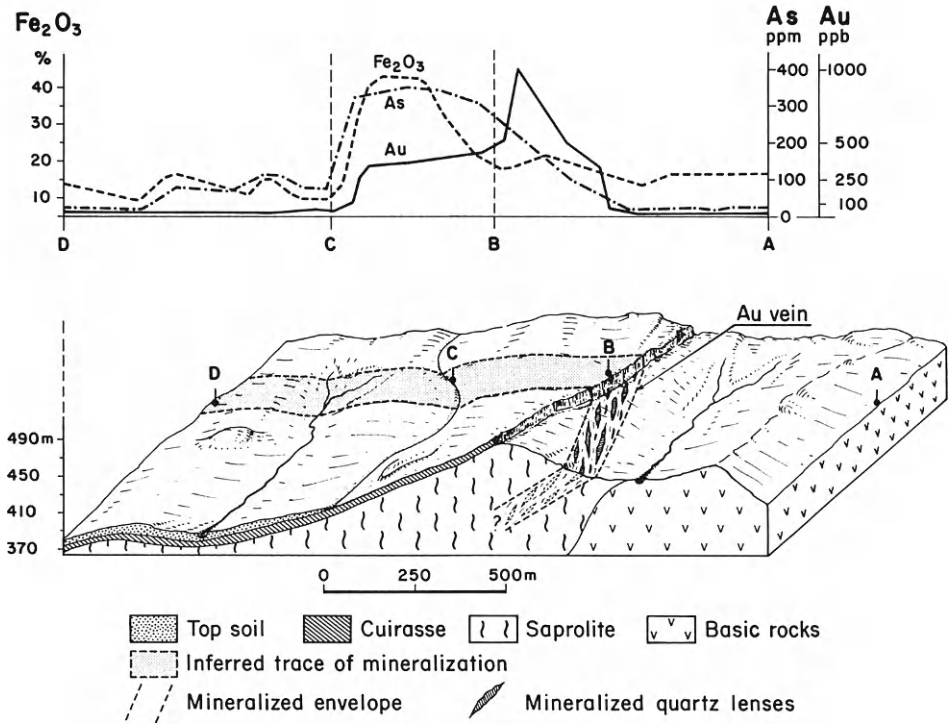 Fe₂O₃ As Au
% ppm ppb
Fe₂O₃
400 1000
40
As
300
30
Au
200 500
20
100 250
10
100
0
D C B A
Au vein
D C B A
490m
450
410
370
?
0 250 500m
Top soil Cuirasse Saprolite Basic rocks
Inferred trace of mineralization
Mineralized envelope Mineralized quartz lenses